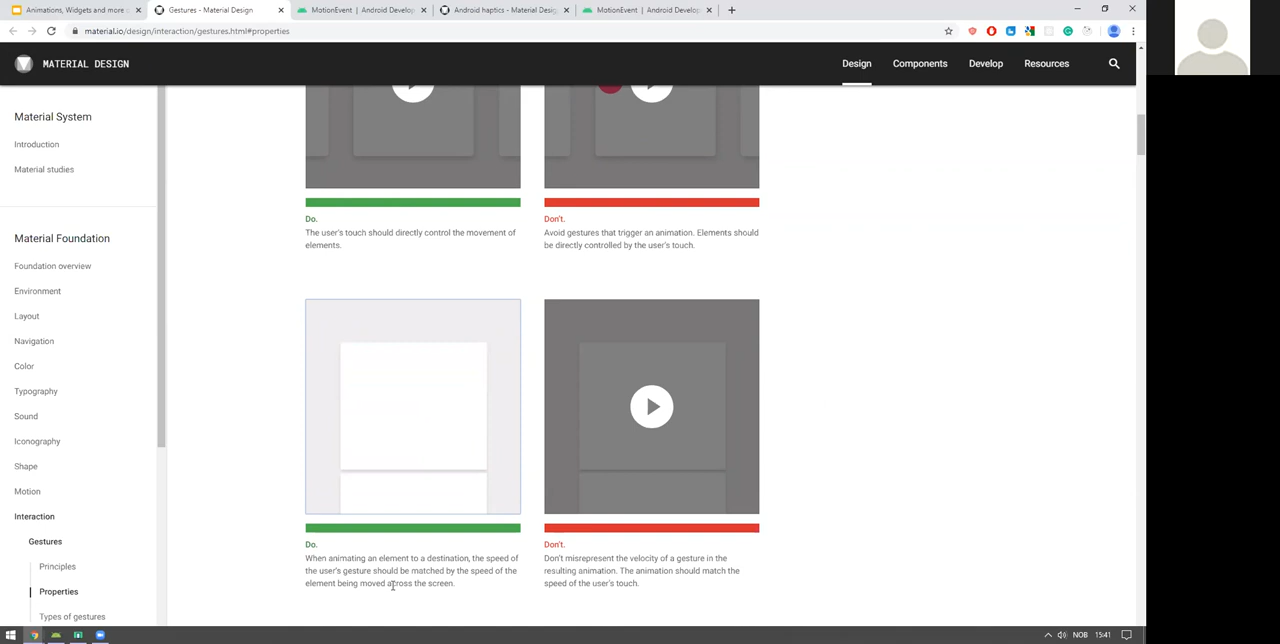 Animations, Widgets and more
Gestures - Material Design
MotionEvent | Android Develop
Android haptics - Material Desig
MotionEvent | Android Develop
material.io/design/interaction/gestures.html#properties
MATERIAL DESIGN
Design
Components
Develop
Resources
Material System
Introduction
Material studies
Material Foundation
Foundation overview
Environment
Layout
Navigation
Color
Typography
Sound
Iconography
Shape
Motion
Interaction
Gestures
Principles
Properties
Types of gestures
Do.
The user's touch should directly control the movement of
elements.
Don't.
Avoid gestures that trigger an animation. Elements should
be directly controlled by the user's touch.
Do.
When animating an element to a destination, the speed of
the user's gesture should be matched by the speed of the
element being moved across the screen.
Don't.
Don't misrepresent the velocity of a gesture in the
resulting animation. The animation should match the
speed of the user's touch.
NOB
15:41